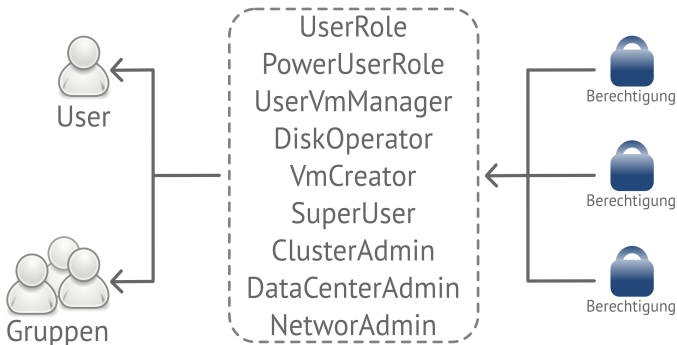 User
Gruppen
UserRole
PowerUserRole
UserVmManager
DiskOperator
VmCreator
SuperUser
ClusterAdmin
DataCenterAdmin
NetworAdmin
Berechtigung
Berechtigung
Berechtigung